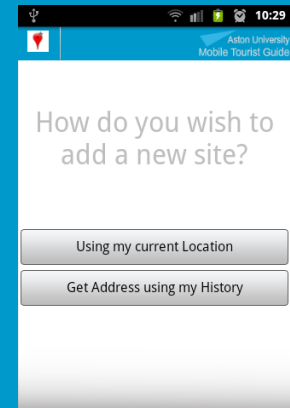 10:29
Aston University
Mobile Tourist Guide
How do you wish to
add a new site?
Using my current Location
Get Address using my History